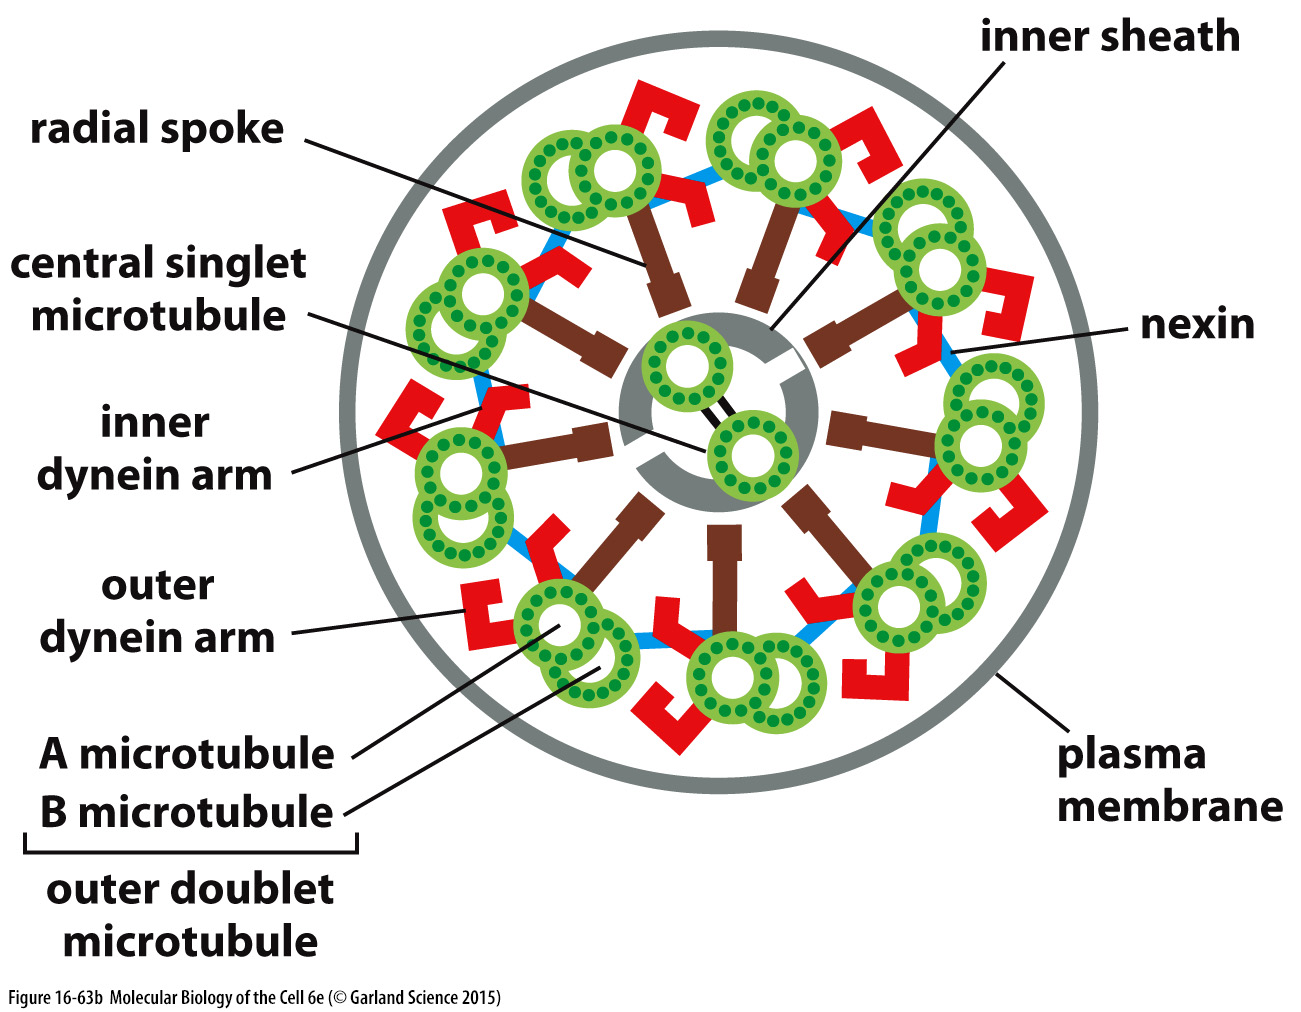 inner sheath
radial spoke
central singlet
microtubule
nexin
inner
dynein arm
outer
dynein arm
A microtubule
B microtubule
plasma
membrane
outer doublet
microtubule
Figure 16-63b Molecular Biology of the Cell 6e (© Garland Science 2015)